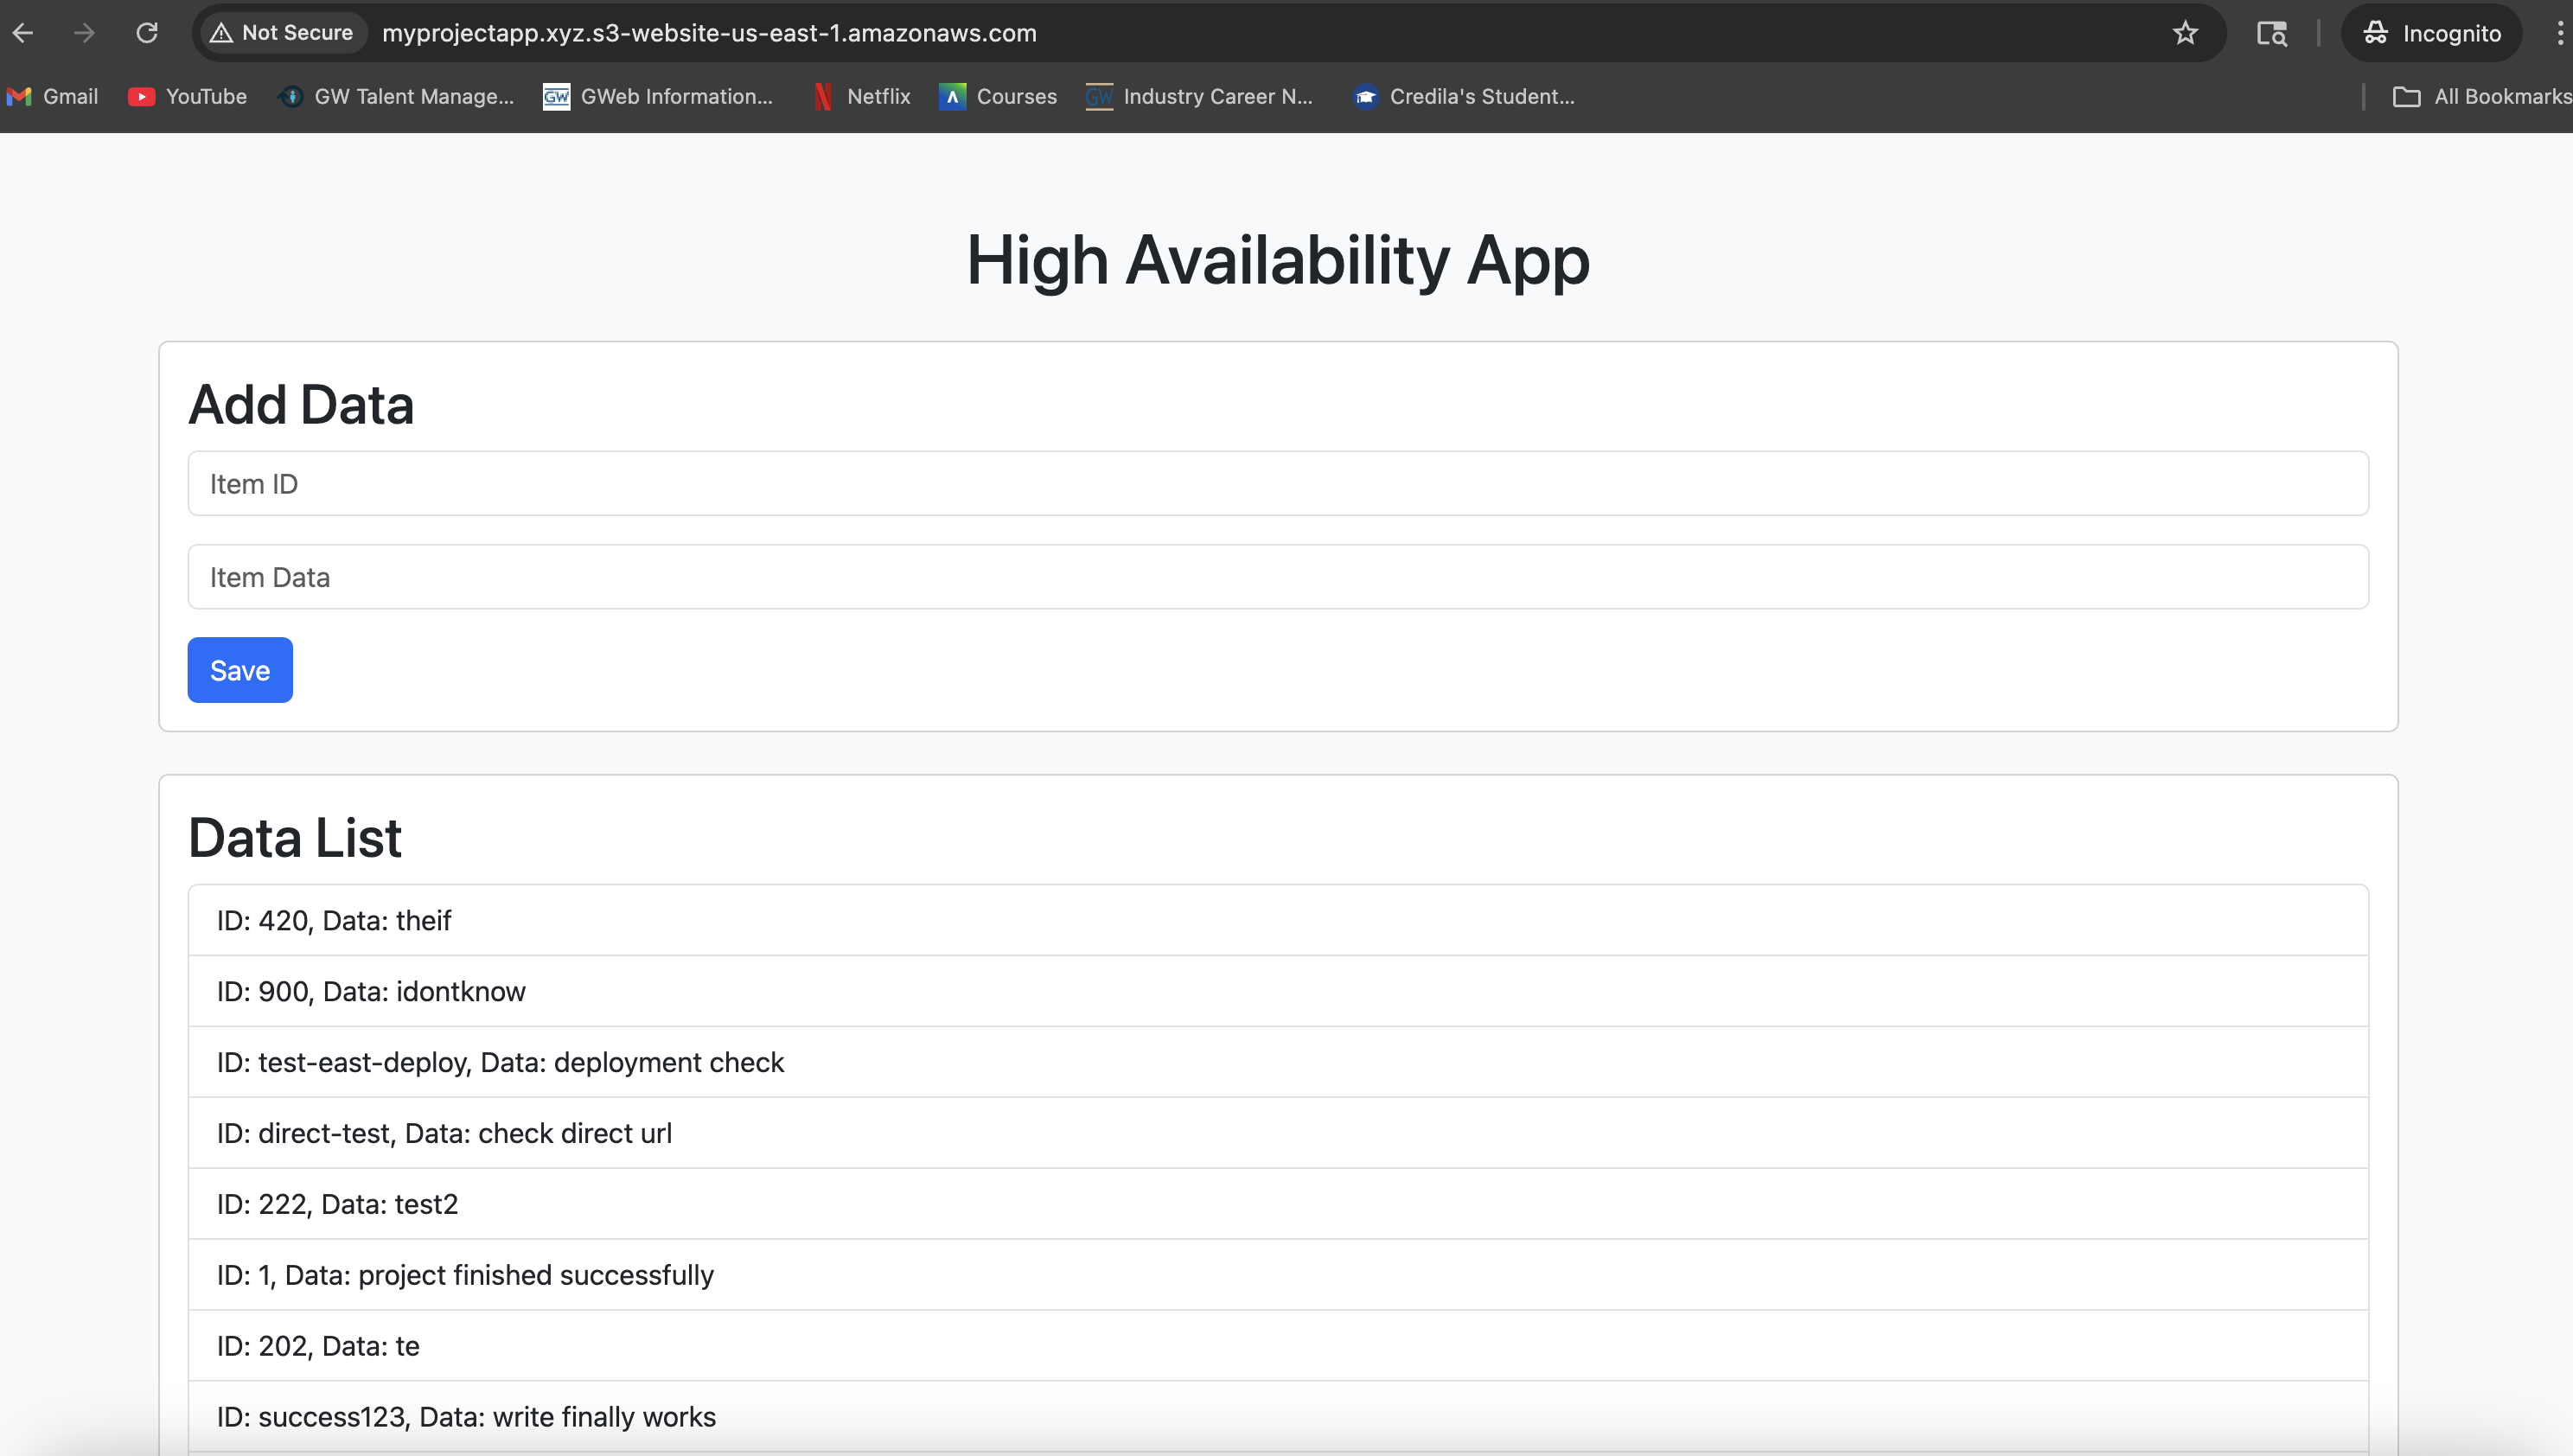 Not Secure myprojectapp.xyz.s3-website-us-east-1.amazonaws.com Incognito
Gmail YouTube GW Talent Manage... GW GWeb Information... Netflix Courses GW Industry Career N... Credila's Student... All Bookmarks
High Availability App
Add Data
Item ID
Item Data
Save
Data List
ID: 420, Data: theif
ID: 900, Data: idontknow
ID: test-east-deploy, Data: deployment check
ID: direct-test, Data: check direct url
ID: 222, Data: test2
ID: 1, Data: project finished successfully
ID: 202, Data: te
ID: success123, Data: write finally works